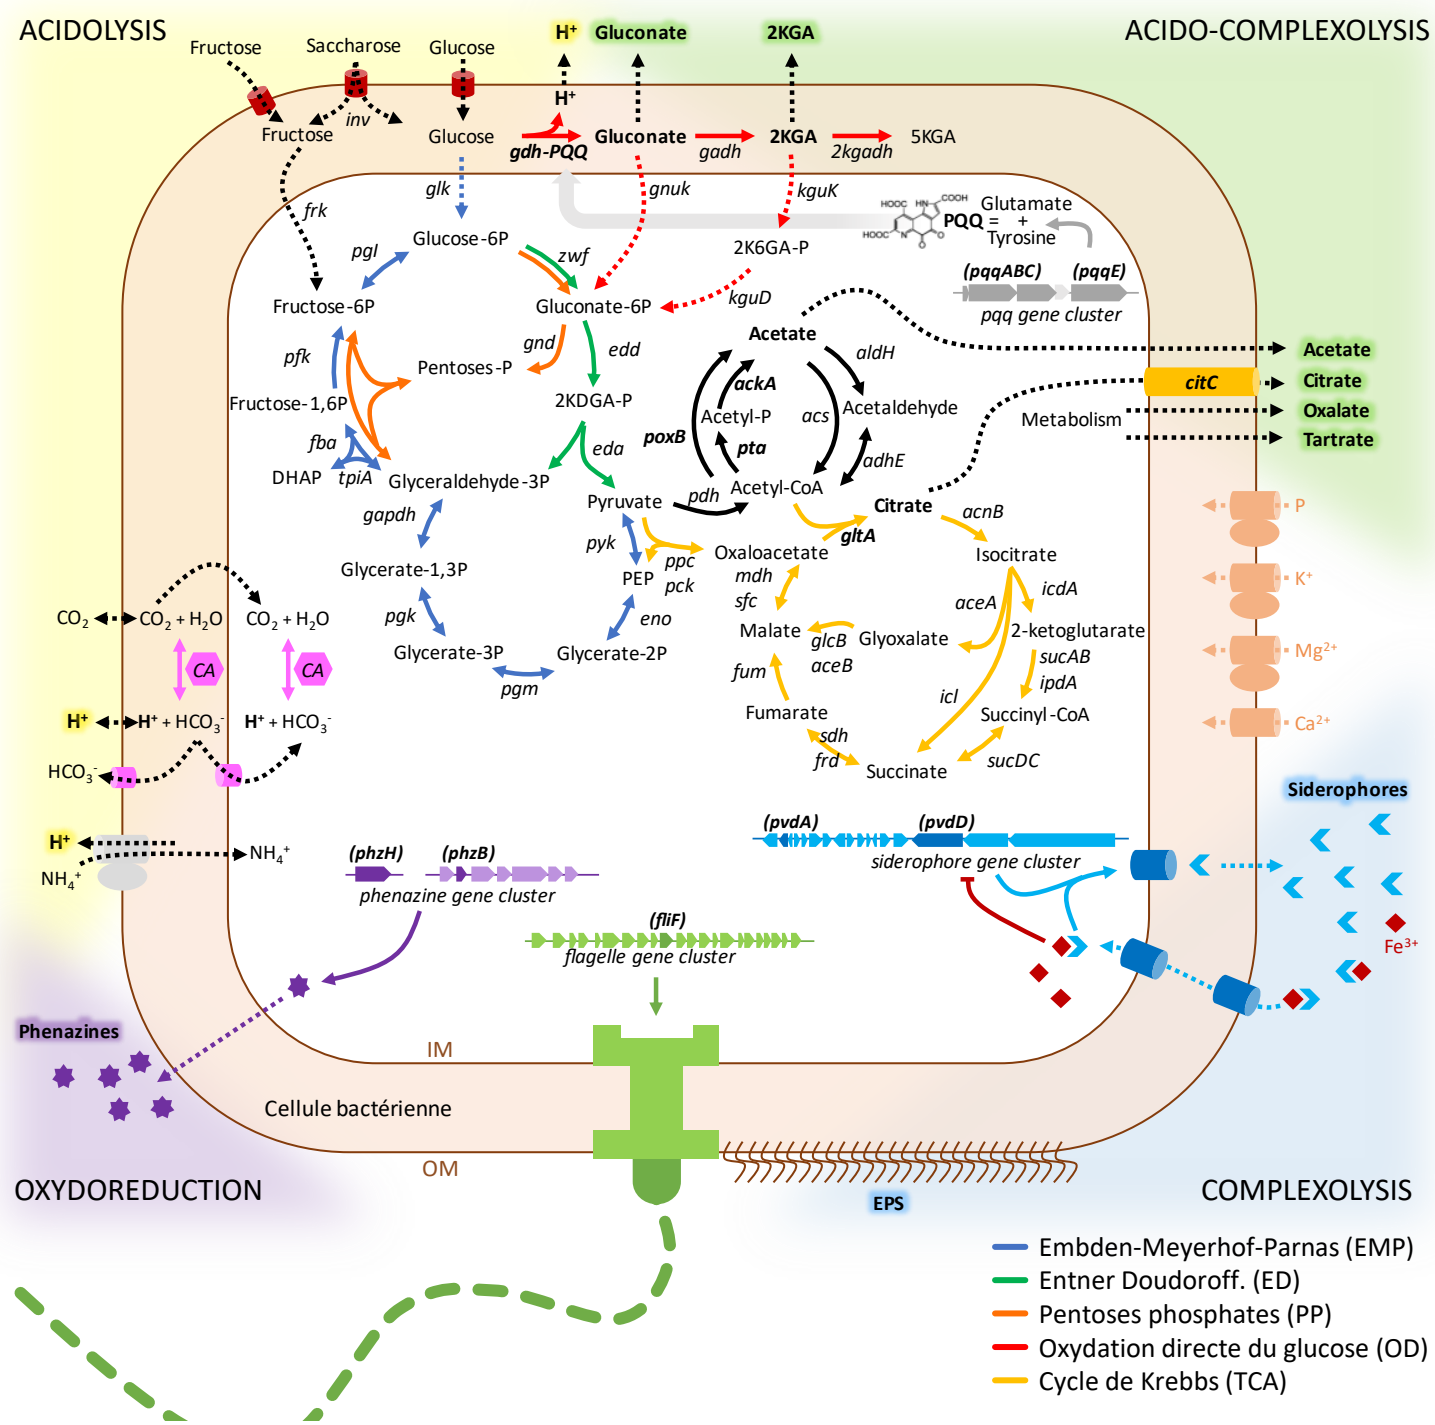 ACIDOLYSIS
ACIDO-COMPLEXOLYSIS
Fructose
Saccharose
Glucose
H⁺
Gluconate
2KGA
H⁺
Fructose
inv
Glucose
gdh-PQQ
Gluconate
gadh
2KGA
2kgadh
5KGA
glk
gnuk
kguK
frk
HOOC
HN
COOH
HOOC
N
O
O
PQQ =
Glutamate
+
Tyrosine
pgI
Glucose-6P
zwf
2K6GA-P
kguD
(pqqABC)
(pqqE)
pqq gene cluster
Fructose-6P
Gluconate-6P
Acetate
pfk
gnd
edd
aldH
Acetate
Pentoses-P
ackA
citC
Citrate
Fructose-1,6P
2KDGA-P
Acetyl-P
acs
Acetaldehyde
Metabolism
Oxalate
fba
poxB
pta
adhE
Tartrate
DHAP
tpiA
Glyceraldehyde-3P
eda
Acetyl-CoA
Pyruvate
pdh
Citrate
acnB
P
gapdh
pyk
gltA
ppc
pck
Oxaloacetate
Isocitrate
Glycerate-1,3P
PEP
mdh
sfc
aceA
icdA
K⁺
pgk
eno
Malate
glcB
aceB
Glyoxalate
2-ketoglutarate
CO₂
CO₂ + H₂O
CO₂ + H₂O
Glycerate-3P
Glycerate-2P
sucAB
ipdA
Mg²⁺
CA
CA
pgm
fum
icl
H⁺
H⁺ + HCO₃⁻
H⁺ + HCO₃⁻
Fumarate
Succinyl-CoA
Ca²⁺
sdh
frd
sucDC
HCO₃⁻
Succinate
Siderophores
H⁺
NH₄⁺
NH₄⁺
(phzH)
(phzB)
phenazine gene cluster
(pvdA)
(pvdD)
siderophore gene cluster
(fliF)
flagelle gene cluster
Fe³⁺
Phenazines
IM
Cellule bactérienne
OM
OXYDOREDUCTION
EPS
COMPLEXOLYSIS
Embden-Meyerhof-Parnas (EMP)
Entner Doudoroff. (ED)
Pentoses phosphates (PP)
Oxydation directe du glucose (OD)
Cycle de Krebbs (TCA)